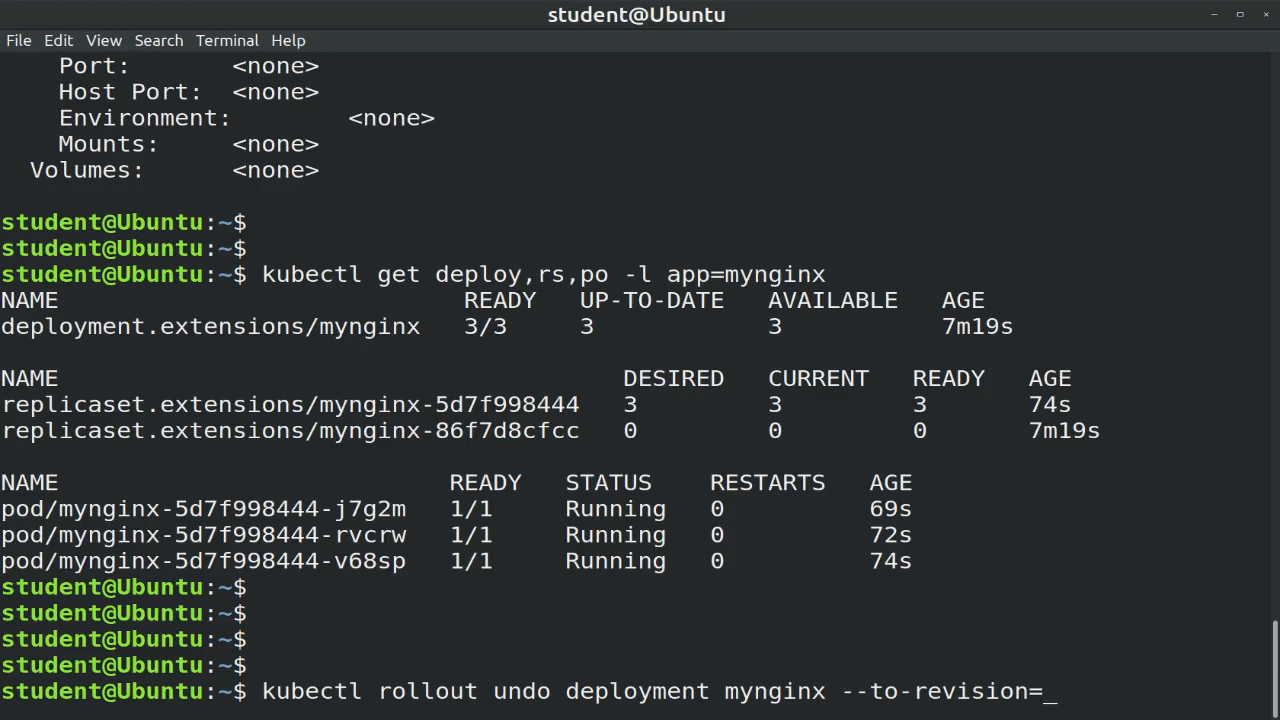 student@Ubuntu
File Edit View Search Terminal Help
Port: <none>
Host Port: <none>
Environment: <none>
Mounts: <none>
Volumes: <none>
student@Ubuntu:~$
student@Ubuntu:~$
student@Ubuntu:~$ kubectl get deploy,rs,po -l app=mynginx
NAME READY UP-TO-DATE AVAILABLE AGE
deployment.extensions/mynginx 3/3 3 3 7m19s
NAME DESIRED CURRENT READY AGE
replicaset.extensions/mynginx-5d7f998444 3 3 3 74s
replicaset.extensions/mynginx-86f7d8cfcc 0 0 0 7m19s
NAME READY STATUS RESTARTS AGE
pod/mynginx-5d7f998444-j7g2m 1/1 Running 0 69s
pod/mynginx-5d7f998444-rvcrw 1/1 Running 0 72s
pod/mynginx-5d7f998444-v68sp 1/1 Running 0 74s
student@Ubuntu:~$
student@Ubuntu:~$
student@Ubuntu:~$
student@Ubuntu:~$
student@Ubuntu:~$ kubectl rollout undo deployment mynginx --to-revision=_